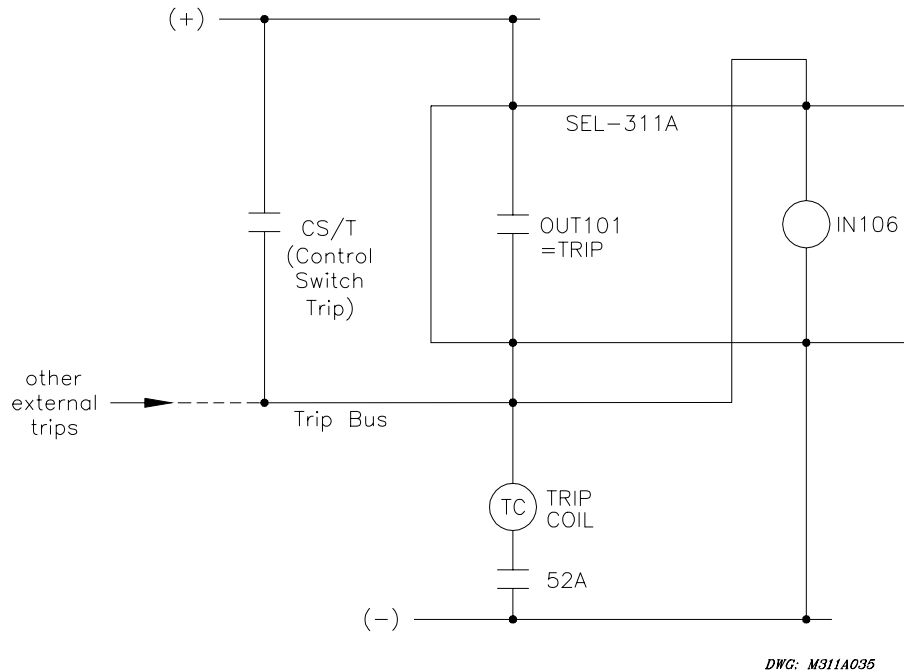 (+)
SEL-311A
CS/T
(Control
Switch
Trip)
OUT101
=TRIP
IN106
other
external
trips
Trip Bus
TC
TRIP
COIL
52A
(-)
DWG: M311A035